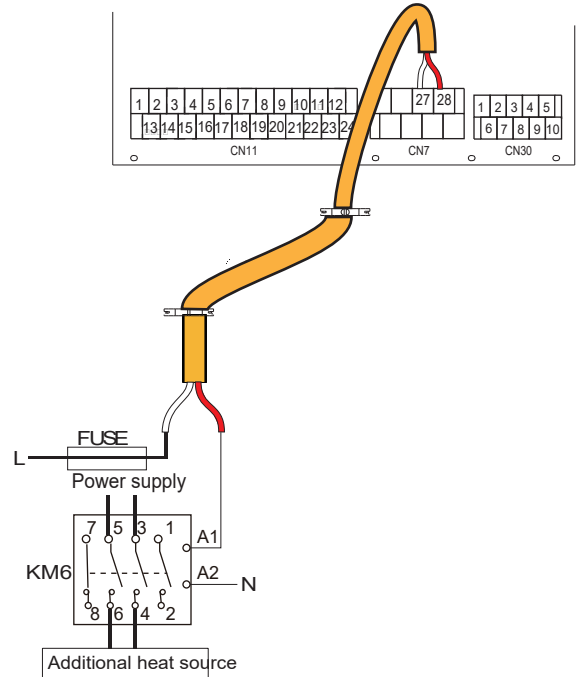 27 28
1 2 3 4 5 6 7 8 9 10 11 12
1 2 3 4 5
13 14 15 16 17 18 19 20 21 22 23 24
6 7 8 9 10
CN11
CN7
CN30
FUSE
L
Power supply
7 5 3 1
A1
KM6
A2
N
8 6 4 2
Additional heat source